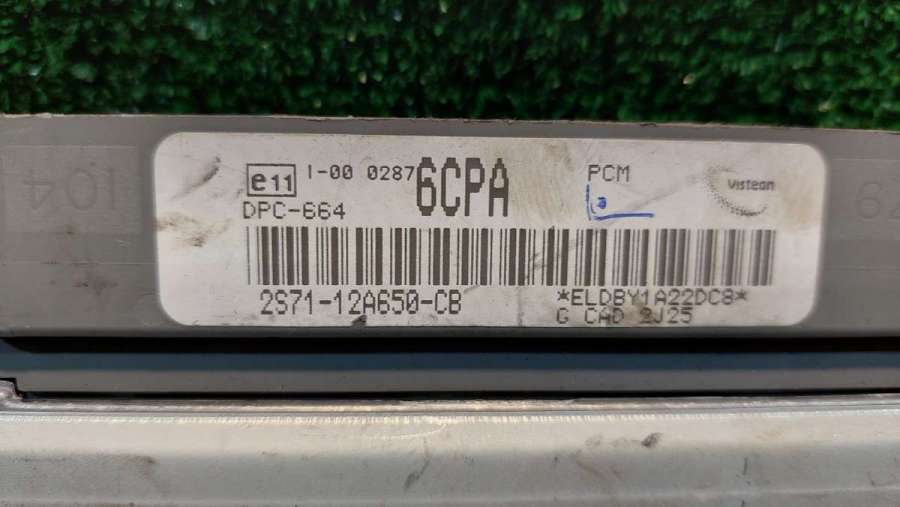 e11 I-00 0287 6CPA PCM Visteon
DPC-664
2S71-12A650-CB *ELDBY1A22DC8*
G CAD 2J25